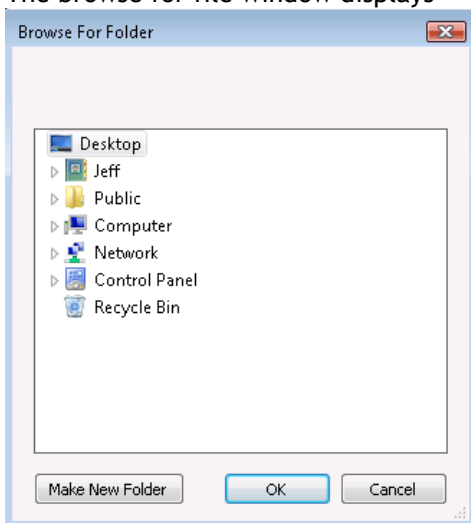 The browse for file window displays
Browse For Folder
Desktop
Jeff
Public
Computer
Network
Control Panel
Recycle Bin
Make New Folder OK Cancel